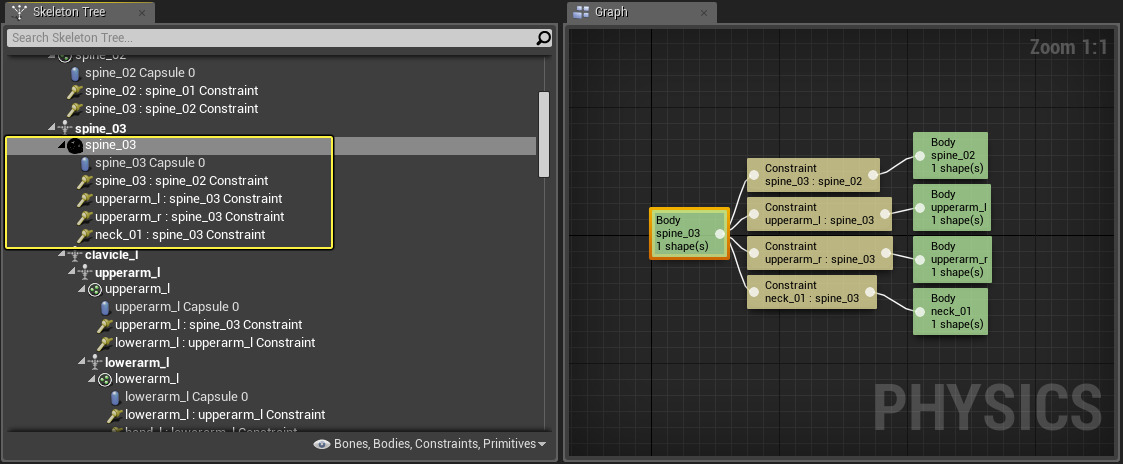 Skeleton Tree
Search Skeleton Tree...
spine_02
spine_02 Capsule 0
spine_02 : spine_01 Constraint
spine_03 : spine_02 Constraint
spine_03
spine_03
spine_03 Capsule 0
spine_03 : spine_02 Constraint
upperarm_l : spine_03 Constraint
upperarm_r : spine_03 Constraint
neck_01 : spine_03 Constraint
clavicle_l
upperarm_l
upperarm_l
upperarm_l Capsule 0
upperarm_l : spine_03 Constraint
lowerarm_l : upperarm_l Constraint
lowerarm_l
lowerarm_l
lowerarm_l Capsule 0
lowerarm_l : upperarm_l Constraint
hand_l : lowerarm_l Constraint
Bones, Bodies, Constraints, Primitives
Graph
Zoom 1:1
Body
spine_03
1 shape(s)
Constraint
spine_03 : spine_02
Constraint
upperarm_l : spine_03
Constraint
upperarm_r : spine_03
Constraint
neck_01 : spine_03
Body
spine_02
1 shape(s)
Body
upperarm_l
1 shape(s)
Body
upperarm_r
1 shape(s)
Body
neck_01
1 shape(s)
PHYSICS